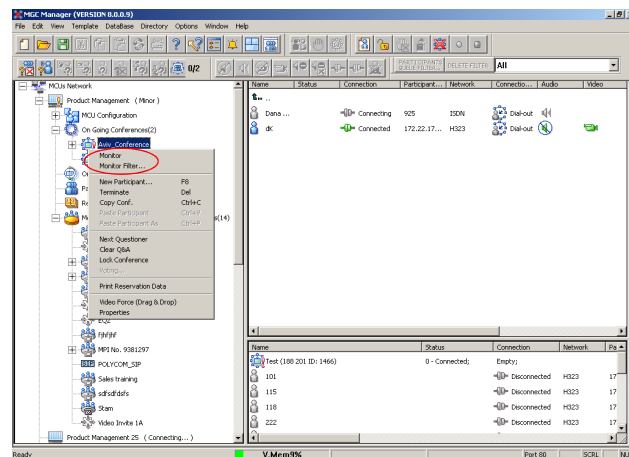 MGC Manager (VERSION 8.0.0.9)
File Edit View Template DataBase Directory Options Window Help
0/2
PARTICIPANTS QUEUE FILTER...
DELETE FILTER
All
MCUs Network
Product Management ( Minor )
MCU Configuration
On Going Conferences(2)
Aviv_Conference
Monitor
Monitor Filter...
New Participant... F8
Terminate Del
Copy Conf. Ctrl+C
Paste Participant Ctrl+V
Paste Participant As Ctrl+P
Next Questioner
Clear Q&A
Lock Conference
Voting...
Print Reservation Data
Video Force (Drag & Drop)
Properties
s(14)
EQ2
Fjhfjhf
MPI No. 9381297
POLYCOM_SIP
Sales training
sdfsdfdsfs
Stam
Video Invite 1A
Product Management 25 ( Connecting... )
Name Status Connection Participant... Network Connectio... Audio Video
..
Dana ... Connecting 925 ISDN Dial-out
dK Connected 172.22.17... H323 Dial-out
Name Status Connection Network Pa
Test (188 201 ID: 1466) 0 - Connected; Empty;
101 Disconnected H323 17
115 Disconnected H323 17
118 Disconnected H323 17
222 Disconnected H323 17
Ready V.Mem9% Port 80 SCRL NU